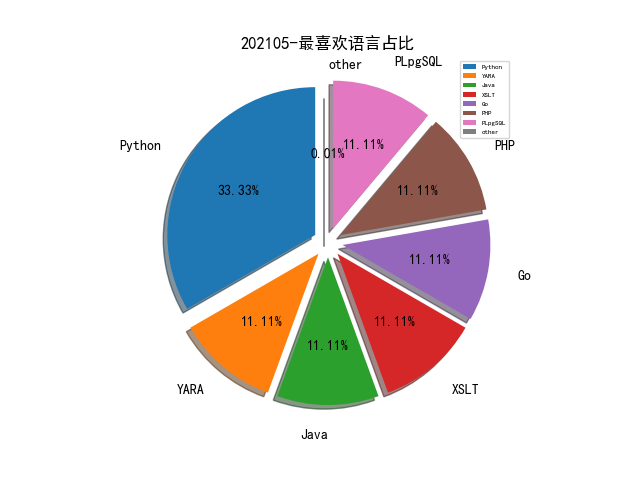 202105-最喜欢语言占比
other
PLpgSQL
Python
YARA
Java
XSLT
Go
PHP
PLpgSQL
other
Python
PHP
0.01%
11.11%
33.33%
11.11%
11.11%
Go
11.11%
11.11%
11.11%
YARA
XSLT
Java